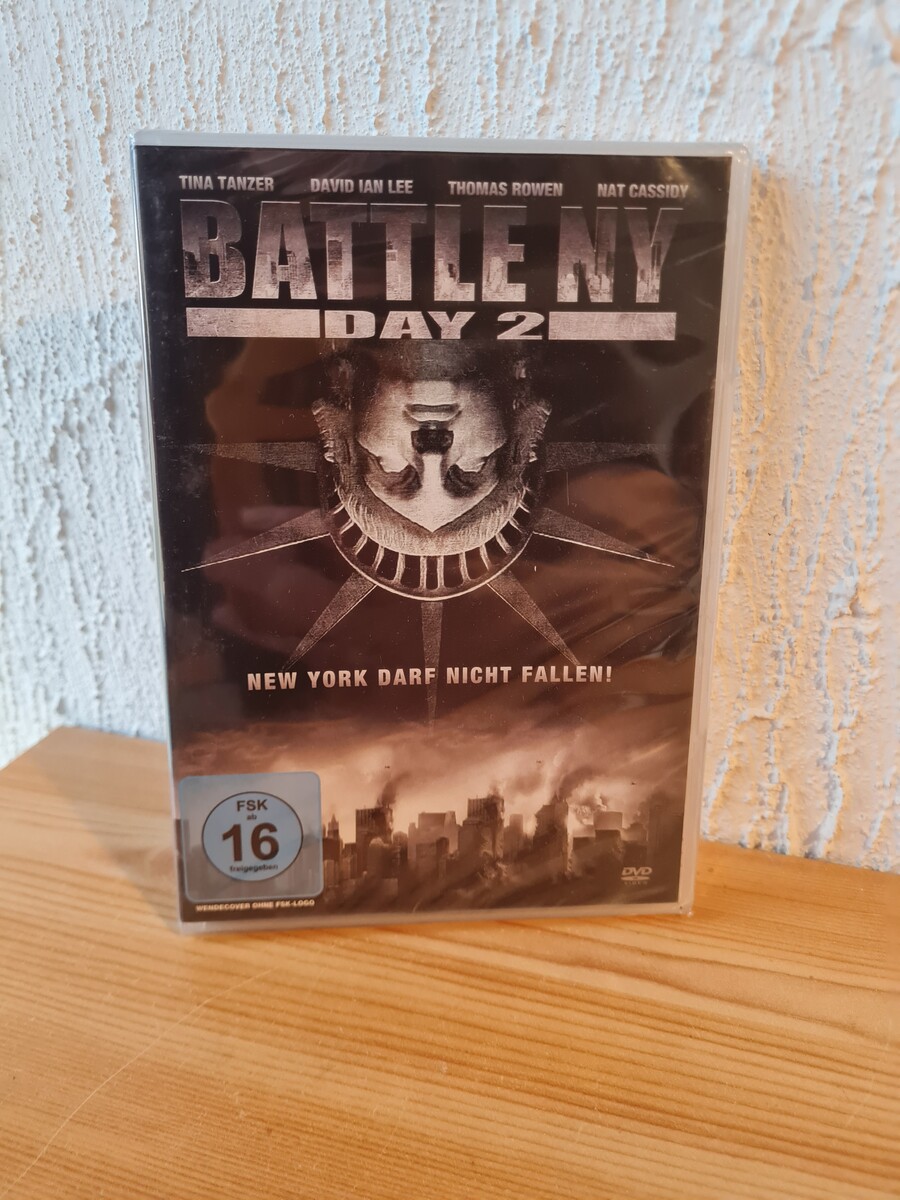 TINA TANZER DAVID IAN LEE THOMAS ROWEN NAT CASSIDY
BATTLE NY
DAY 2
NEW YORK DARF NICHT FALLEN!
FSK
ab
16
freigegeben
WENDECOVER OHNE FSK-LOGO
DVD
VIDEO